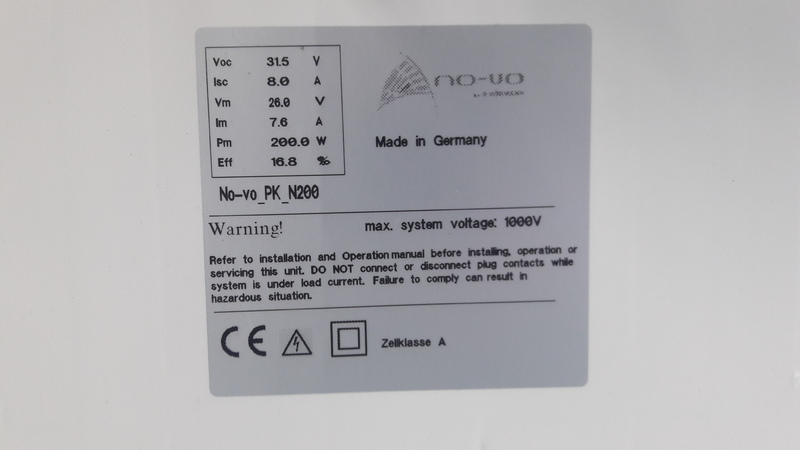 Voc 31.5 V
Isc 8.0 A
Vm 26.0 V
Im 7.6 A
Pm 200.0 W
Eff 16.8 %
no-vo
Made in Germany
No-vo_PK_N200
Warning! max. system voltage: 1000V
Refer to installation and Operation manual before installing, operation or
servicing this unit. DO NOT connect or disconnect plug contacts while
system is under load current. Failure to comply can result in
hazardous situation.
CE Zellklasse A